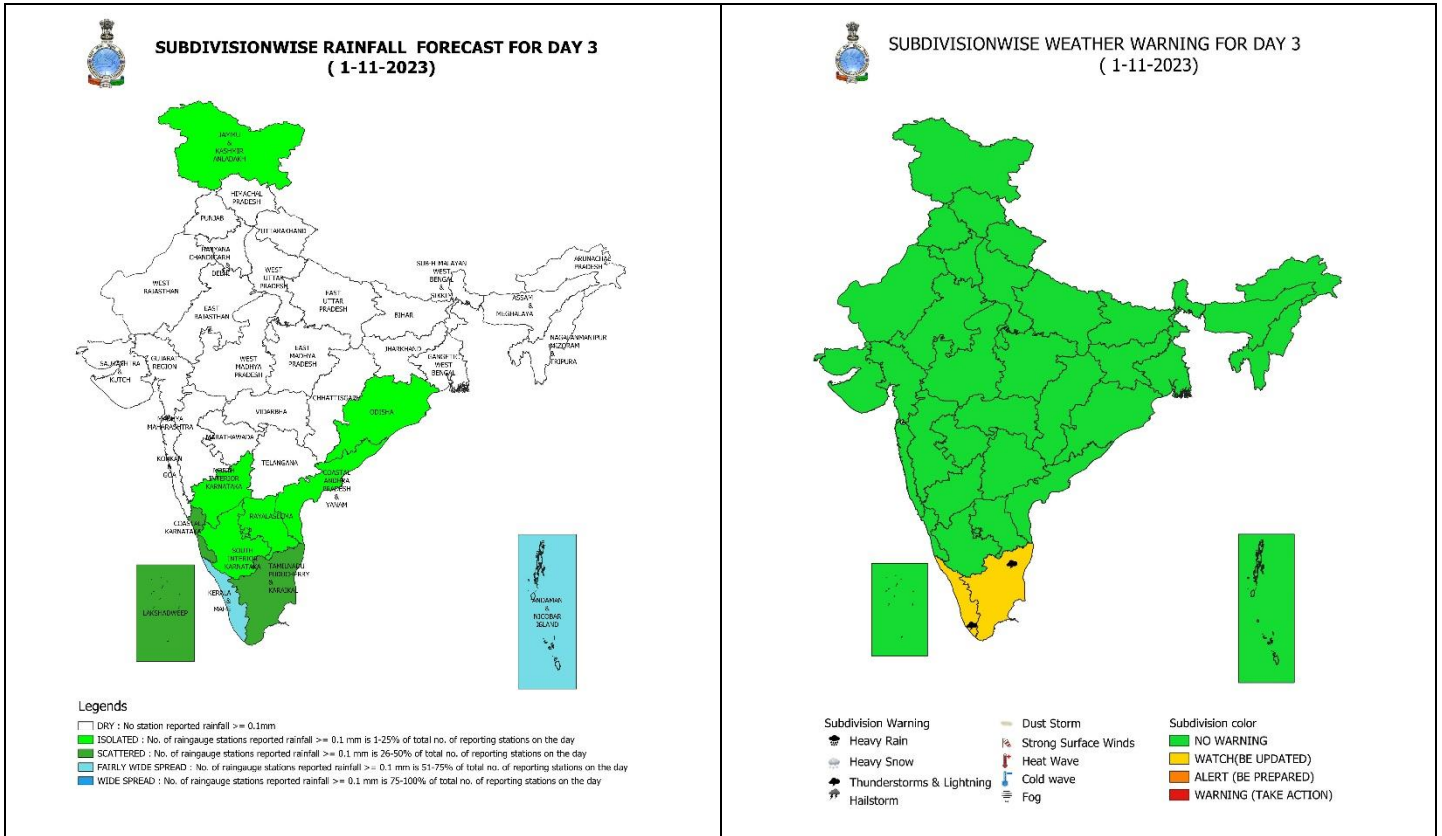 SUBDIVISIONWISE RAINFALL FORECAST FOR DAY 3
( 1-11-2023)
JAMMU
&
KASHMIR
ANLADAKH
HIMACHAL
PRADESH
PUNJAB
UTTARAKHAND
HARYANA
CHANDIGARH
&
DELHI
WEST
UTTAR
PRADESH
WEST
RAJASTHAN
EAST
RAJASTHAN
EAST
UTTAR
PRADESH
WEST
BENGAL
&
SIKKIM
ARUNACHAL
PRADESH
ASSAM
&
MEGHALAYA
BIHAR
MIZORAM
&
TRIPURA
JHARKHAND
GANGETIC
WEST
BENGAL
GUJARAT
REGION
&
KUTCH
WEST
MADHYA
PRADESH
EAST
MADHYA
PRADESH
CHHATTISGARH
ODISHA
VIDARBHA
MADHYA
MAHARASHTRA
MARATHAWADA
TELANGANA
KONKAN
&
GOA
NORTH
INTERIOR
KARNATAKA
COASTAL
ANDHRA
PRADESH
&
YANAM
RAYALASEEMA
COASTAL
KARNATAKA
SOUTH
INTERIOR
KARNATAKA
TAMILNADU
PUDUCHERRY
&
KARAIKAL
KERALA
&
LAKSHADWEEP
ANDAMAN
&
NICOBAR
ISLAND
Legends
DRY : No station reported rainfall >= 0.1mm
ISOLATED : No. of raingauge stations reported rainfall >= 0.1 mm is 1-25% of total no. of reporting stations on the day
SCATTERED : No. of raingauge stations reported rainfall >= 0.1 mm is 26-50% of total no. of reporting stations on the day
FAIRLY WIDE SPREAD : No. of raingauge stations reported rainfall >= 0.1 mm is 51-75% of total no. of reporting stations on the day
WIDE SPREAD : No. of raingauge stations reported rainfall >= 0.1 mm is 75-100% of total no. of reporting stations on the day
SUBDIVISIONWISE WEATHER WARNING FOR DAY 3
( 1-11-2023)
Subdivision Warning
Heavy Rain
Heavy Snow
Thunderstorms & Lightning
Hailstorm
Dust Storm
Strong Surface Winds
Heat Wave
Cold wave
Fog
Subdivision color
NO WARNING
WATCH(BE UPDATED)
ALERT (BE PREPARED)
WARNING (TAKE ACTION)